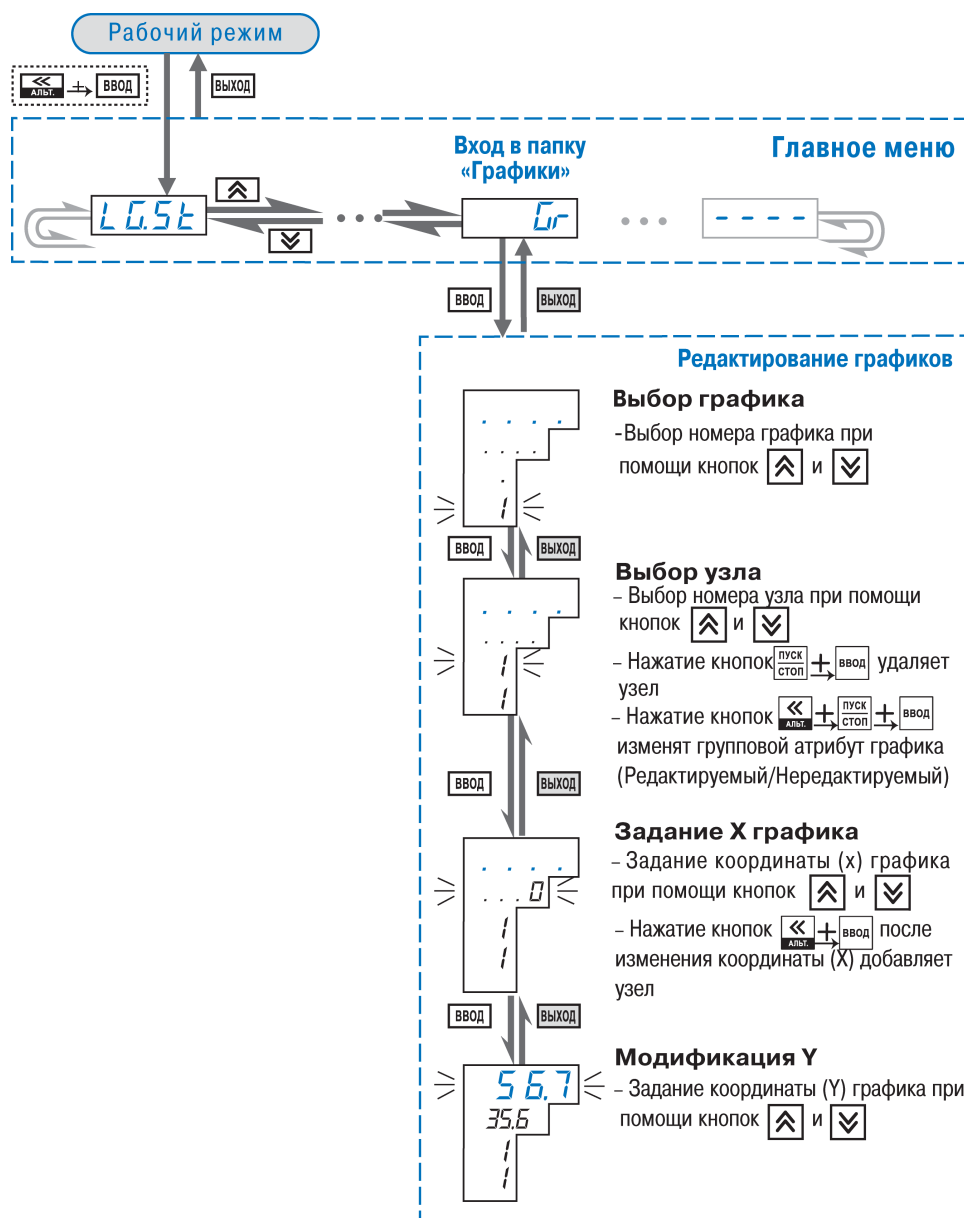 Рабочий режим
АЛЬТ. + ВВОД ВЫХОД
Вход в папку
«Графики»
Главное меню
LG.St • • • Gr • • • - - - -
ВВОД ВЫХОД
Редактирование графиков
Выбор графика
-Выбор номера графика при
помощи кнопок и
. . . .
. . . .
.
1
ВВОД ВЫХОД
Выбор узла
– Выбор номера узла при помощи
кнопок и
– Нажатие кнопок ПУСК СТОП + ВВОД удаляет
узел
– Нажатие кнопок АЛЬТ. + ПУСК СТОП + ВВОД
изменят групповой атрибут графика
(Редактируемый/Нередактируемый)
. . . .
. . . .
1
1
ВВОД ВЫХОД
Задание X графика
– Задание координаты (x) графика
при помощи кнопок и
– Нажатие кнопок АЛЬТ. + ВВОД после
изменения координаты (X) добавляет
узел
. . . .
. . . 0
1
1
ВВОД ВЫХОД
Модификация Y
– Задание координаты (Y) графика при
помощи кнопок и
56.7
35.6
1
1